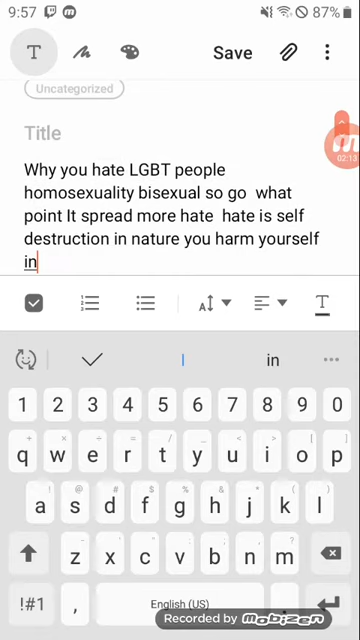 9:57
87%
Save
Uncategorized
Title
02:13
Why you hate LGBT people
homosexuality bisexual so go  what
point It spread more hate  hate is self
destruction in nature you harm yourself
in
T
I in
1 2 3 4 5 6 7 8 9 0
+ × ÷ = / _ < > [ ]
q w e r t y u i o p
! @ # $ % ^ & * ( )
a s d f g h j k l
- ' " : ; , ?
z x c v b n m
!#1 , English (US) .
Recorded by Mobizen